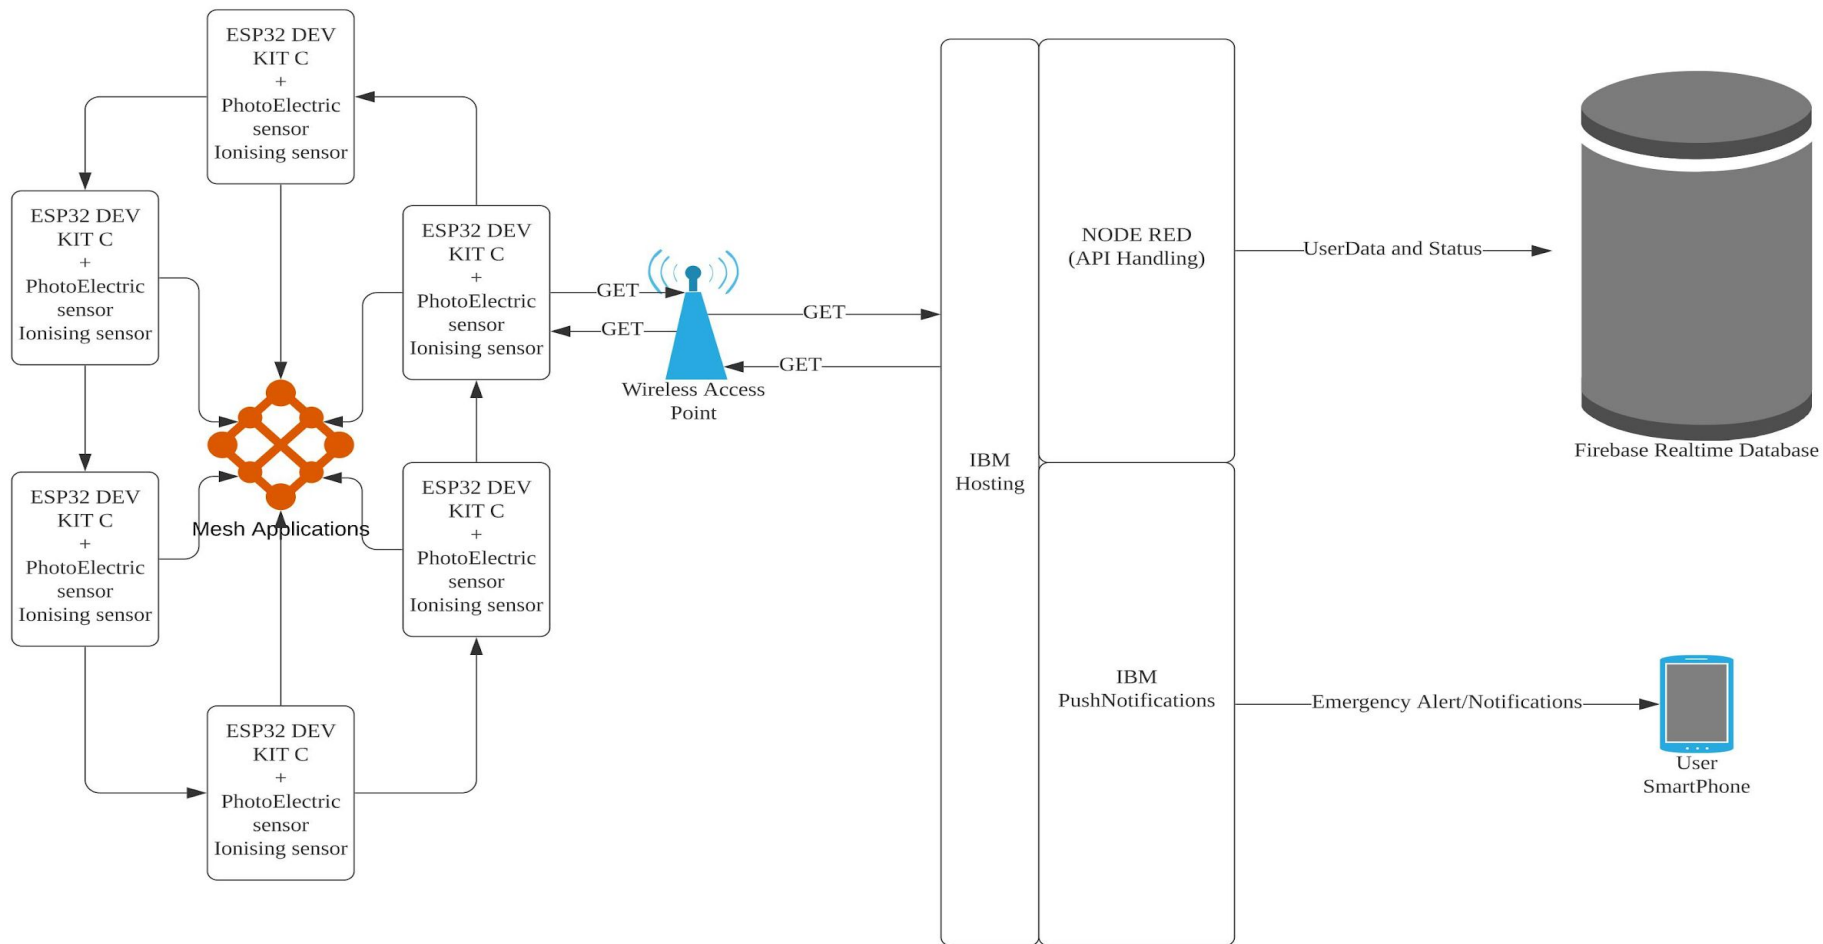 ESP32 DEV
KIT C
+
PhotoElectric
sensor
Ionising sensor
ESP32 DEV
KIT C
+
PhotoElectric
sensor
Ionising sensor
ESP32 DEV
KIT C
+
PhotoElectric
sensor
Ionising sensor
GET
GET
Wireless Access
Point
GET
GET
Mesh Applications
ESP32 DEV
KIT C
+
PhotoElectric
sensor
Ionising sensor
ESP32 DEV
KIT C
+
PhotoElectric
sensor
Ionising sensor
ESP32 DEV
KIT C
+
PhotoElectric
sensor
Ionising sensor
IBM
Hosting
NODE RED
(API Handling)
UserData and Status
Firebase Realtime Database
IBM
PushNotifications
Emergency Alert/Notifications
User
SmartPhone